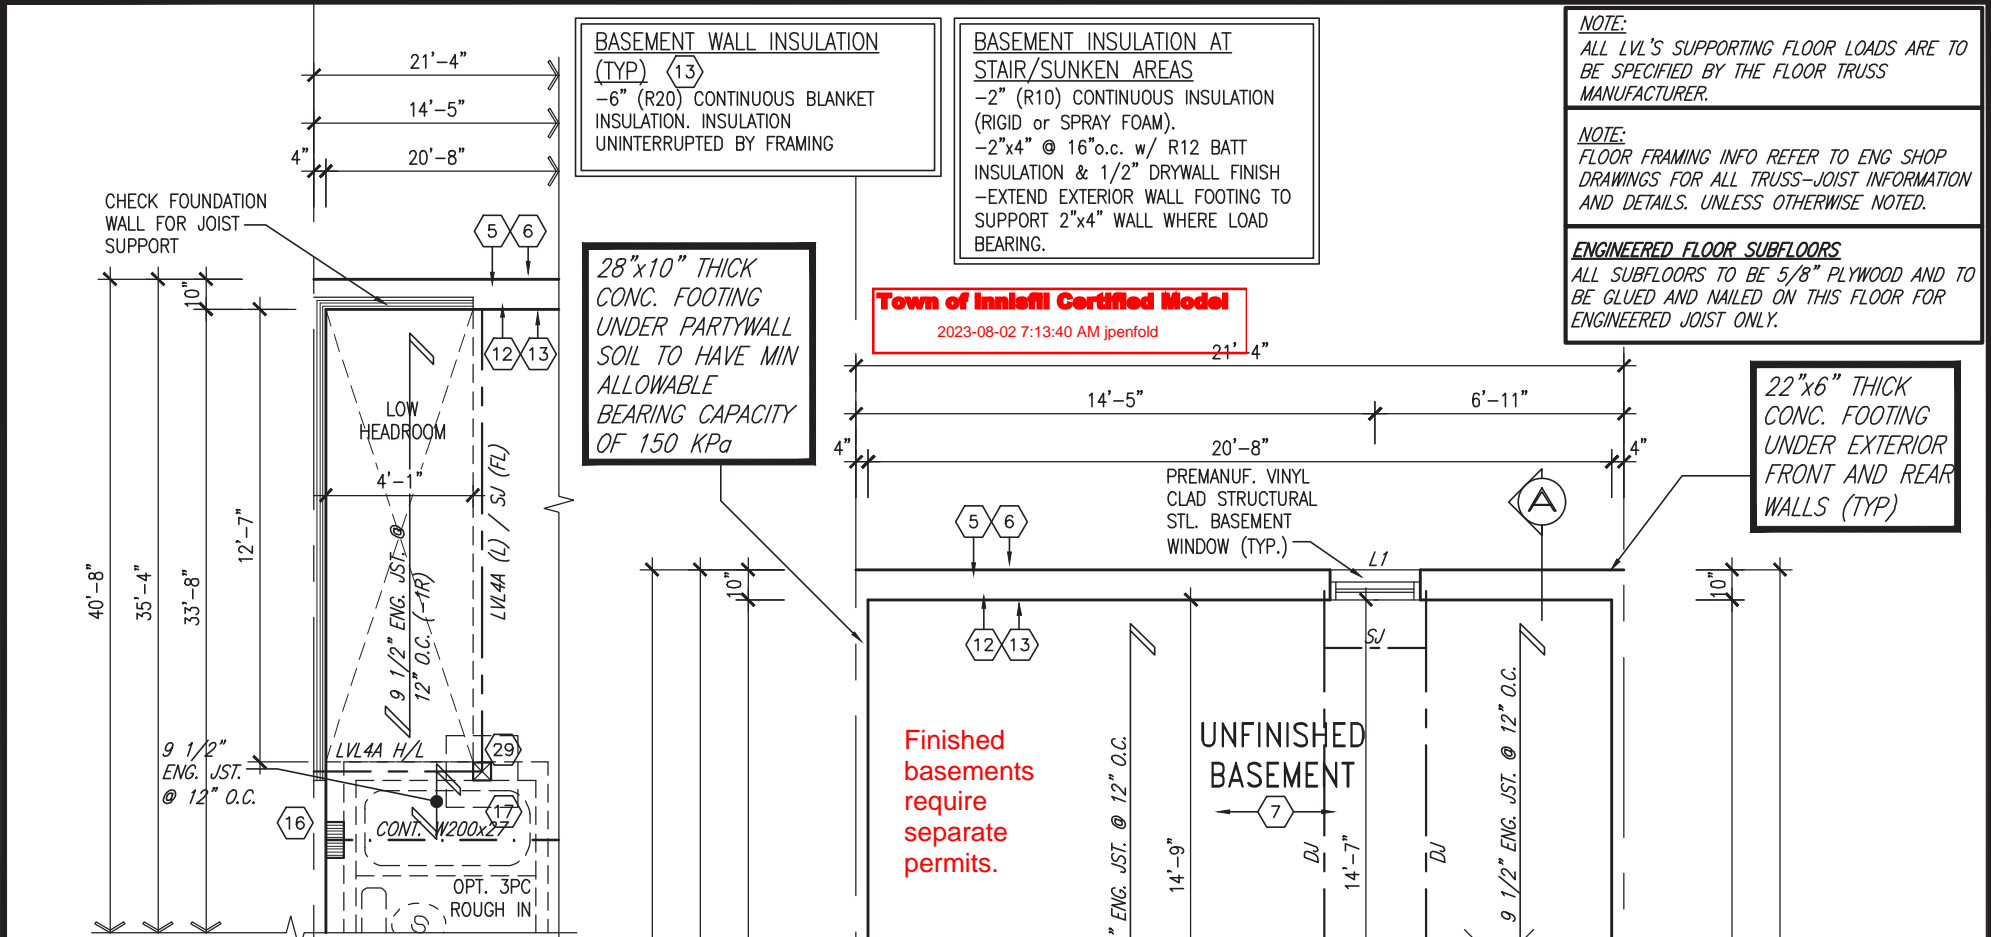 21'-4"
14'-5"
4"
20'-8"
CHECK FOUNDATION
WALL FOR JOIST
SUPPORT
5
6
10"
12
13
LOW
HEADROOM
4'-1"
40'-8"
35'-4"
33'-8"
12'-7"
9 1/2" ENG. JST. @
12" O.C. (-1R)
LVL4A (L) / SJ (FL)
9 1/2"
ENG. JST.
@ 12" O.C.
LVL4A H/L
29
17
16
CONT. W200x27
OPT. 3PC
ROUGH IN
BASEMENT WALL INSULATION
(TYP) 13
-6" (R20) CONTINUOUS BLANKET
INSULATION. INSULATION
UNINTERRUPTED BY FRAMING
BASEMENT INSULATION AT
STAIR/SUNKEN AREAS
-2" (R10) CONTINUOUS INSULATION
(RIGID or SPRAY FOAM).
-2"x4" @ 16"o.c. w/ R12 BATT
INSULATION & 1/2" DRYWALL FINISH
-EXTEND EXTERIOR WALL FOOTING TO
SUPPORT 2"x4" WALL WHERE LOAD
BEARING.
NOTE:
ALL LVL'S SUPPORTING FLOOR LOADS ARE TO
BE SPECIFIED BY THE FLOOR TRUSS
MANUFACTURER.
NOTE:
FLOOR FRAMING INFO REFER TO ENG SHOP
DRAWINGS FOR ALL TRUSS-JOIST INFORMATION
AND DETAILS. UNLESS OTHERWISE NOTED.
ENGINEERED FLOOR SUBFLOORS
ALL SUBFLOORS TO BE 5/8" PLYWOOD AND TO
BE GLUED AND NAILED ON THIS FLOOR FOR
ENGINEERED JOIST ONLY.
28"x10" THICK
CONC. FOOTING
UNDER PARTYWALL
SOIL TO HAVE MIN
ALLOWABLE
BEARING CAPACITY
OF 150 KPa
Town of Innisfil Certified Model
2023-08-02 7:13:40 AM jpenfold
21'-4"
14'-5"
6'-11"
4"
20'-8"
4"
22"x6" THICK
CONC. FOOTING
UNDER EXTERIOR
FRONT AND REAR
WALLS (TYP)
PREMANUF. VINYL
CLAD STRUCTURAL
STL. BASEMENT
WINDOW (TYP.)
A
5
6
L1
10"
10"
12
13
SJ
Finished
basements
require
separate
permits.
UNFINISHED
BASEMENT
7
" ENG. JST. @ 12" O.C.
14'-9"
DJ
14'-7"
DJ
9 1/2" ENG. JST. @ 12" O.C.